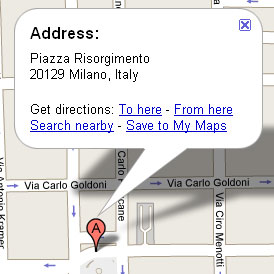 Address:
Piazza Risorgimento
20129 Milano, Italy
Get directions: To here - From here
Search nearby - Save to My Maps
Via Carlo Goldoni
Via Carlo Goldoni
Via Antonio Kramer
cane
Via Ciro Menotti
A